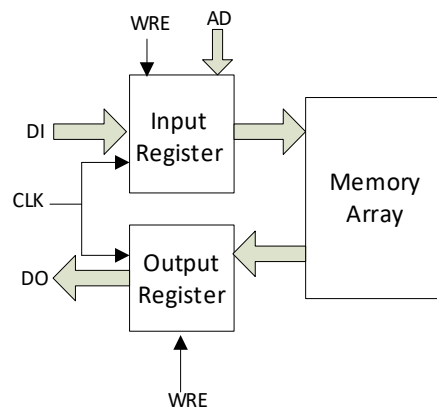 WRE
AD
DI
Input
Register
CLK
Memory
Array
DO
Output
Register
WRE